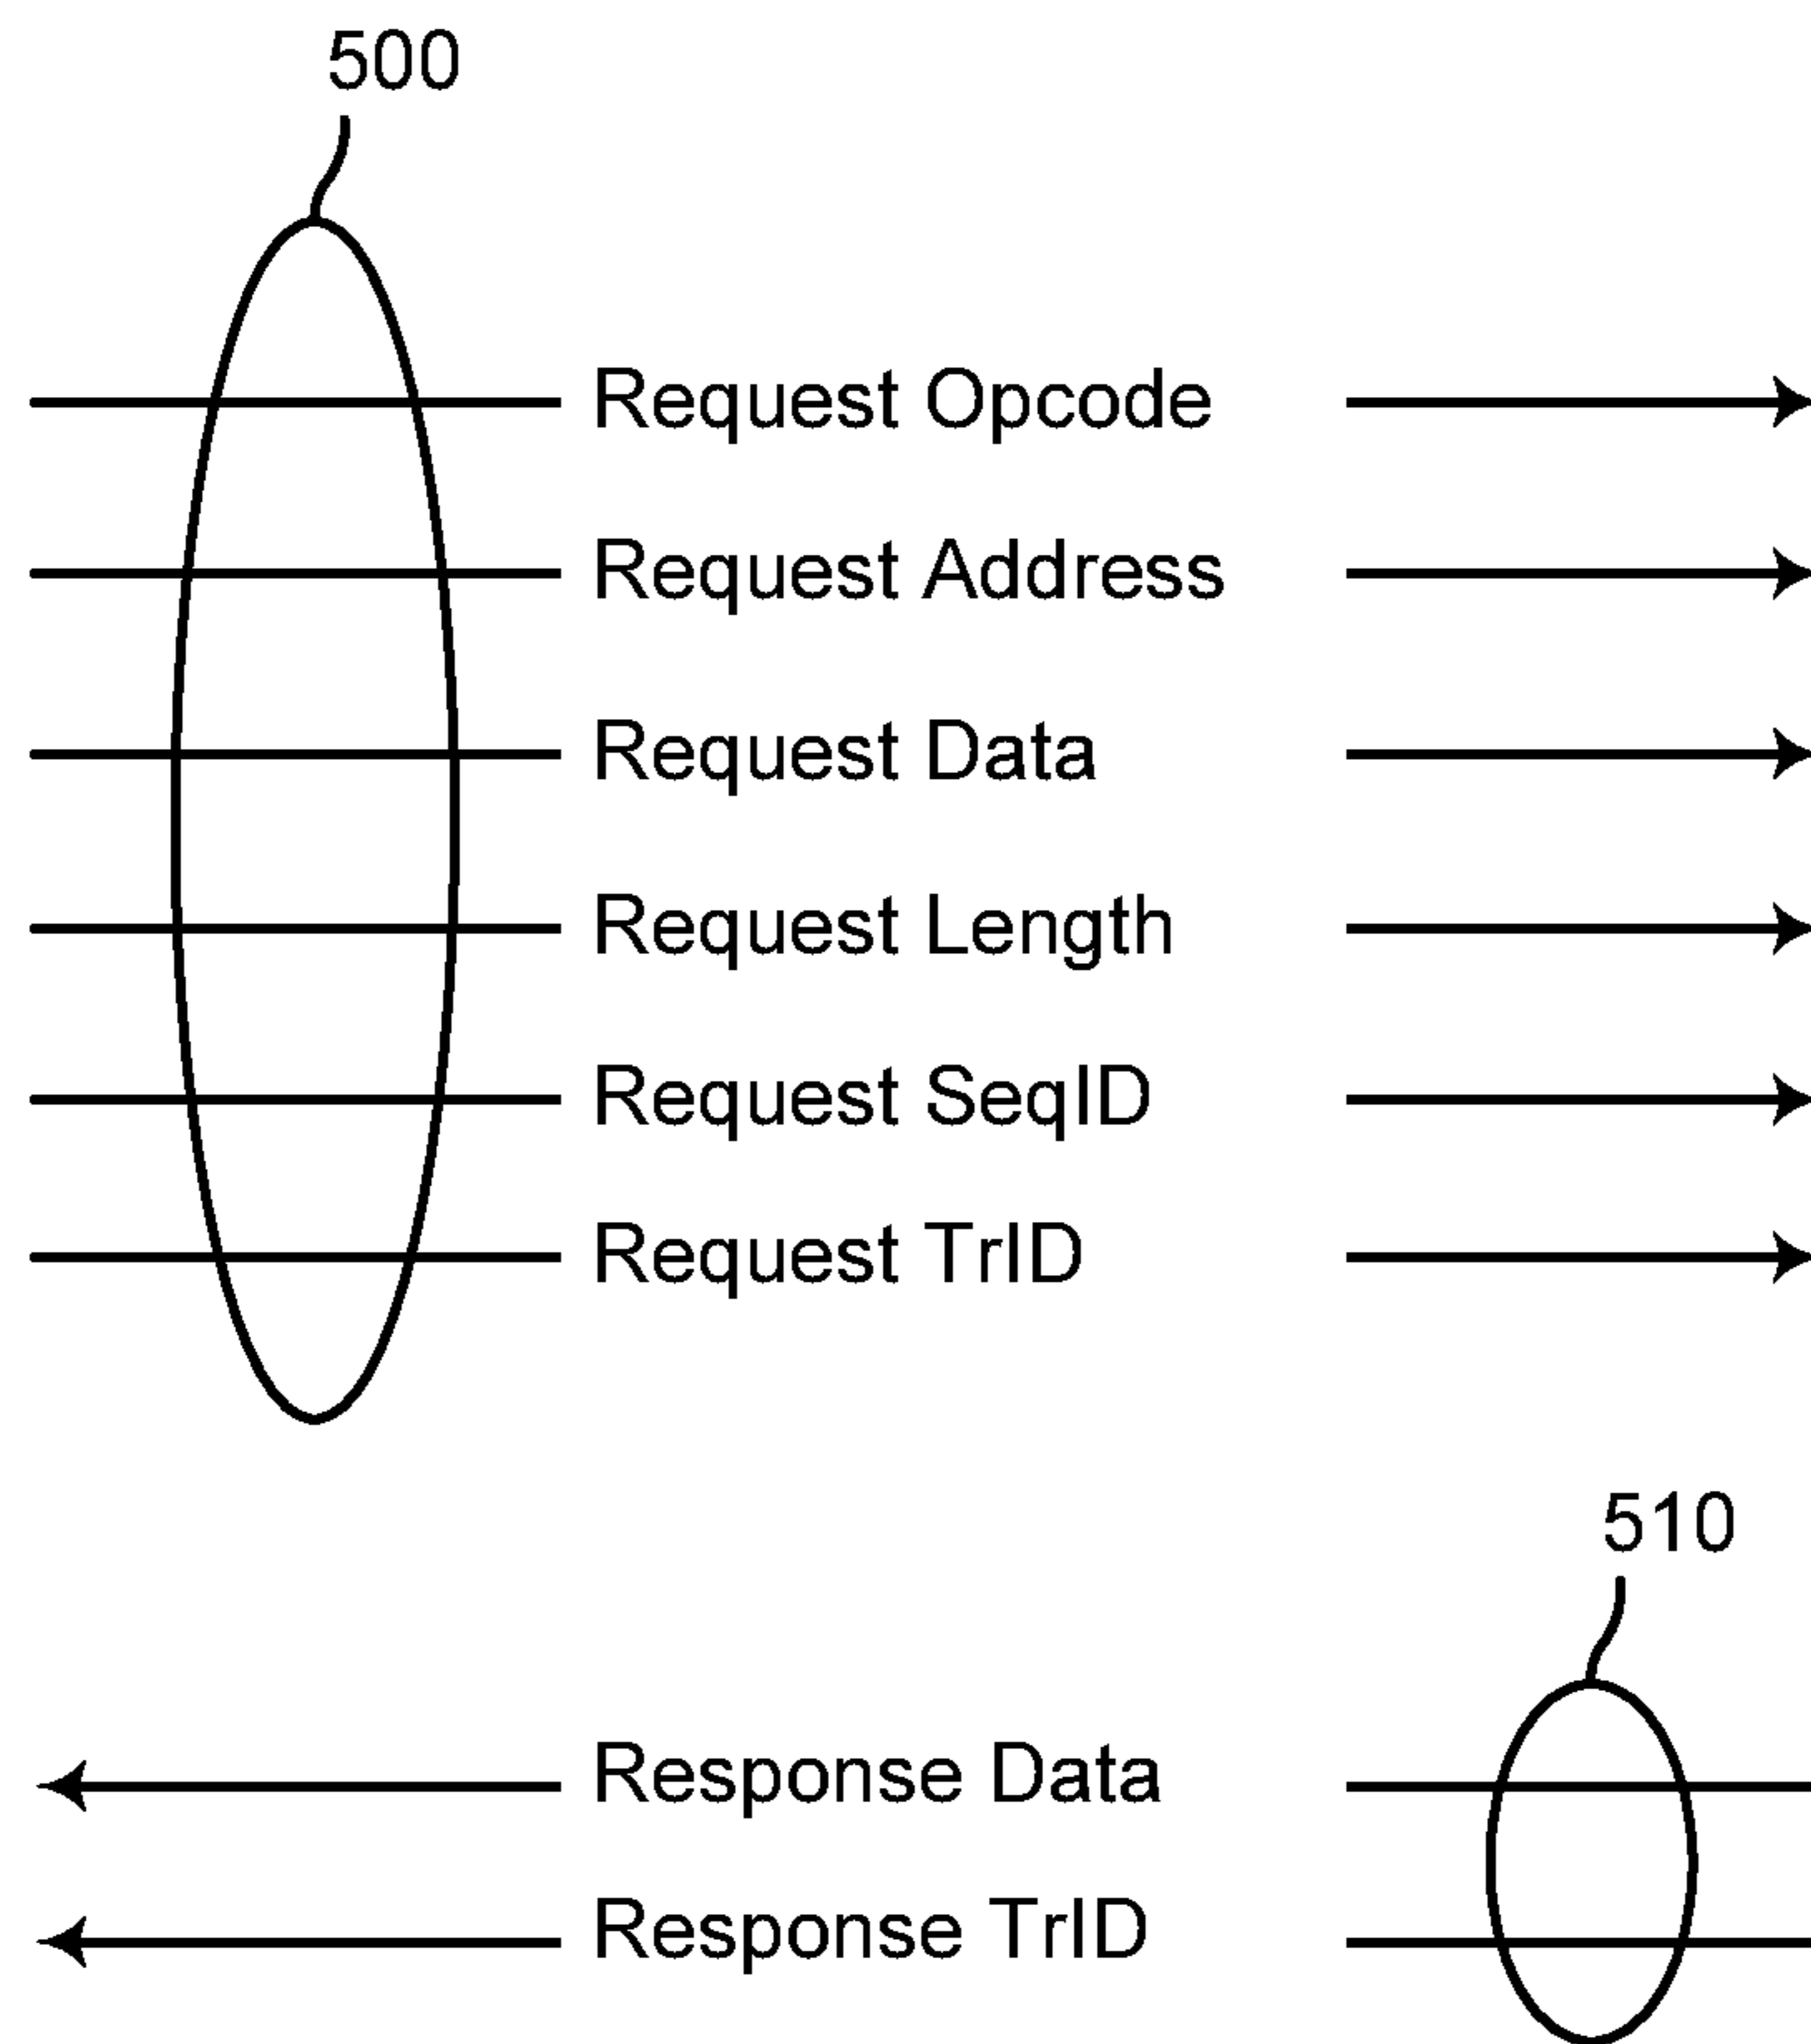 500
Request Opcode
Request Address
Request Data
Request Length
Request SeqID
Request TrID
510
Response Data
Response TrID